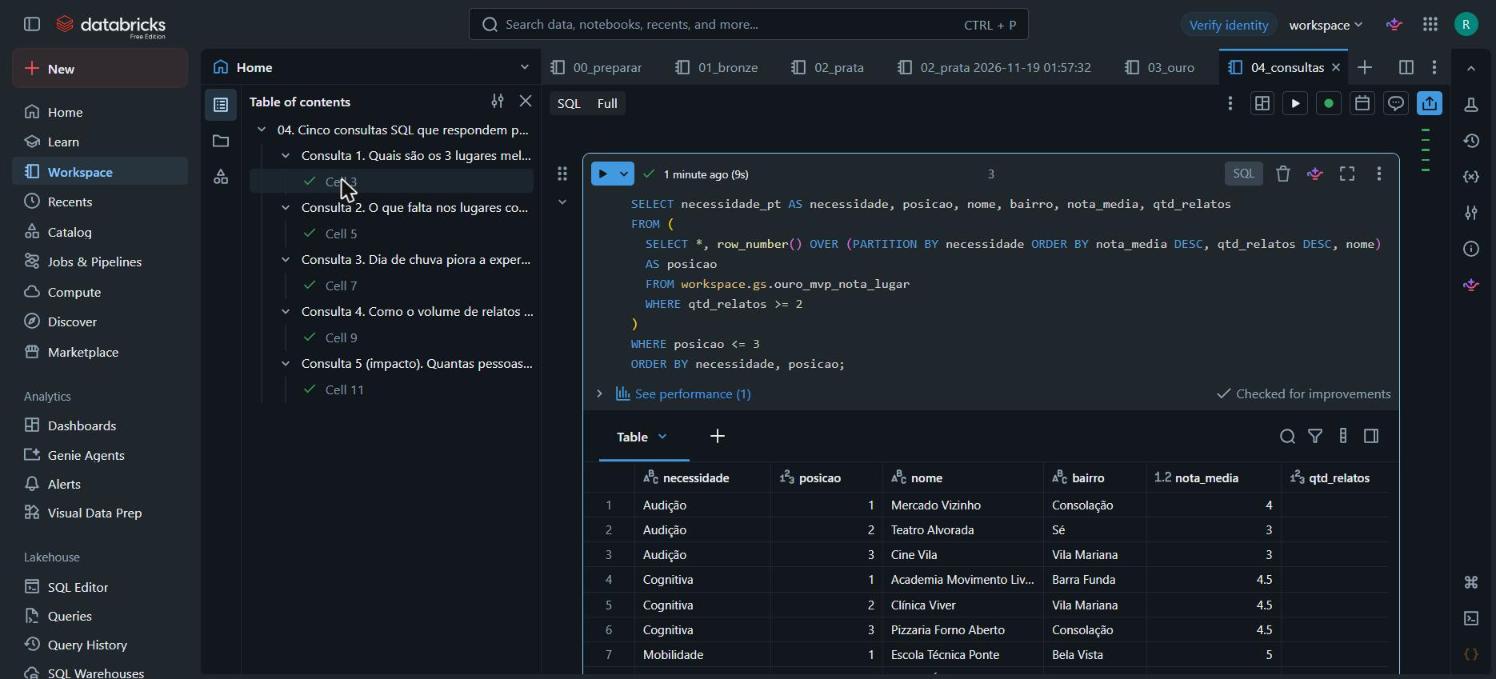 databricks
Free Edition
Search data, notebooks, recents, and more...
CTRL + P
Verify identity
workspace
R
New
Home
Learn
Workspace
Recents
Catalog
Jobs & Pipelines
Compute
Discover
Marketplace
Analytics
Dashboards
Genie Agents
Alerts
Visual Data Prep
Lakehouse
SQL Editor
Queries
Query History
SQL Warehouses
Home
Table of contents
04. Cinco consultas SQL que respondem p...
Consulta 1. Quais são os 3 lugares mel...
Consulta 2. O que falta nos lugares co...
Cell 5
Consulta 3. Dia de chuva piora a exper...
Cell 7
Consulta 4. Como o volume de relatos ...
Cell 9
Consulta 5 (impacto). Quantas pessoas...
Cell 11
00_preparar
01_bronze
02_prata
02_prata 2026-11-19 01:57:32
03_ouro
04_consultas
SQL Full
1 minute ago (9s)
3
SQL
SELECT necessidade_pt AS necessidade, posicao, nome, bairro, nota_media, qtd_relatos
FROM (
SELECT *, row_number() OVER (PARTITION BY necessidade ORDER BY nota_media DESC, qtd_relatos DESC, nome)
AS posicao
FROM workspace.gs.ouro_mvp_nota_lugar
WHERE qtd_relatos >= 2
)
WHERE posicao <= 3
ORDER BY necessidade, posicao;
See performance (1)
Checked for improvements
Table
necessidade posicao nome bairro nota_media qtd_relatos
1 Audição 1 Mercado Vizinho Consolação 4
2 Audição 2 Teatro Alvorada Sé 3
3 Audição 3 Cine Vila Vila Mariana 3
4 Cognitiva 1 Academia Movimento Liv... Barra Funda 4.5
5 Cognitiva 2 Clínica Viver Vila Mariana 4.5
6 Cognitiva 3 Pizzaria Forno Aberto Consolação 4.5
7 Mobilidade 1 Escola Técnica Ponte Bela Vista 5